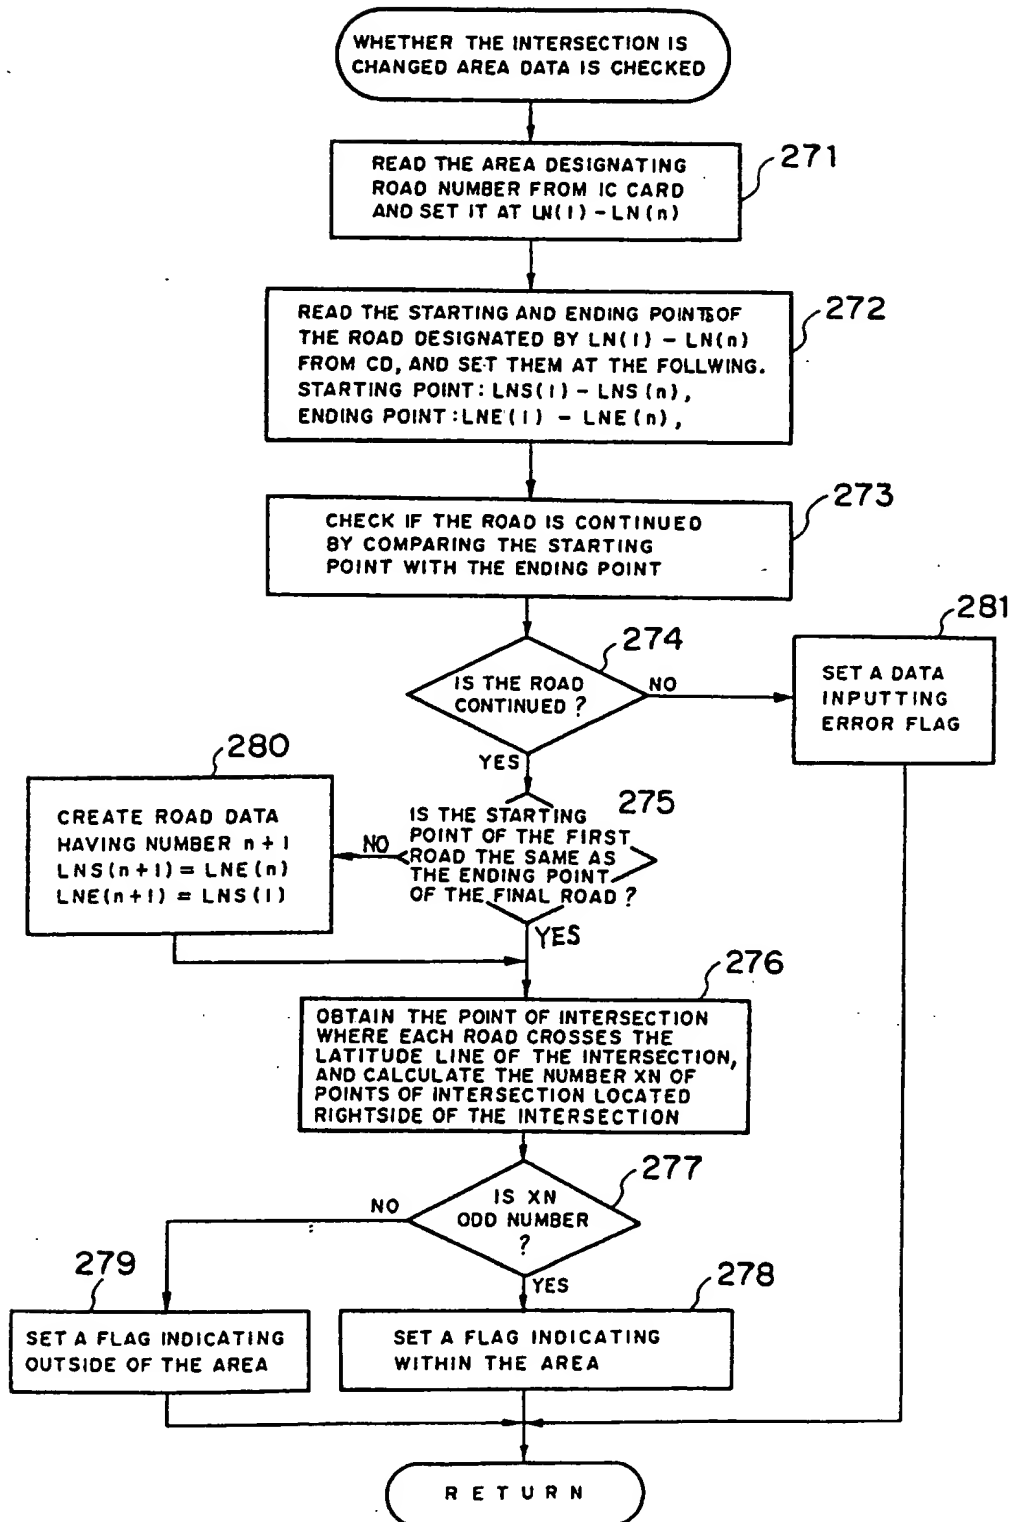 WHETHER THE INTERSECTION IS
CHANGED AREA DATA IS CHECKED
271
READ THE AREA DESIGNATING
ROAD NUMBER FROM IC CARD
AND SET IT AT LN(1) - LN(n)
272
READ THE STARTING AND ENDING POINTS OF
THE ROAD DESIGNATED BY LN(1) - LN(n)
FROM CD, AND SET THEM AT THE FOLLWING.
STARTING POINT: LNS(1) - LNS(n),
ENDING POINT: LNE(1) - LNE(n),
273
CHECK IF THE ROAD IS CONTINUED
BY COMPARING THE STARTING
POINT WITH THE ENDING POINT
274
IS THE ROAD
CONTINUED ?
NO
YES
281
SET A DATA
INPUTTING
ERROR FLAG
280
CREATE ROAD DATA
HAVING NUMBER n+1
LNS(n+1) = LNE(n)
LNE(n+1) = LNS(1)
275
IS THE STARTING
POINT OF THE FIRST
ROAD THE SAME AS
THE ENDING POINT
OF THE FINAL ROAD ?
NO
YES
276
OBTAIN THE POINT OF INTERSECTION
WHERE EACH ROAD CROSSES THE
LATITUDE LINE OF THE INTERSECTION,
AND CALCULATE THE NUMBER XN OF
POINTS OF INTERSECTION LOCATED
RIGHTSIDE OF THE INTERSECTION
277
IS XN
ODD NUMBER
?
NO
YES
279
SET A FLAG INDICATING
OUTSIDE OF THE AREA
278
SET A FLAG INDICATING
WITHIN THE AREA
RETURN